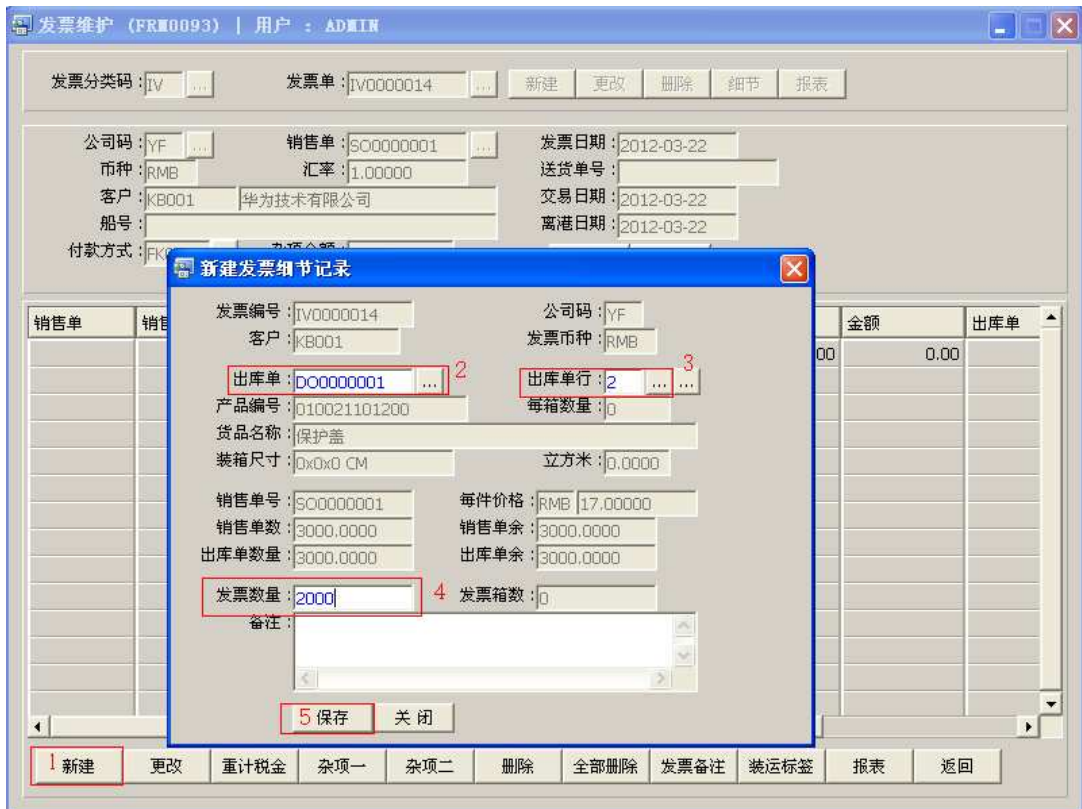 发票维护 (FRM0093) | 用户 : ADMIN
发票分类码 : IV ... 发票单 : IV0000014 ... 新建 更改 删除 细节 报表
公司码 : YF ... 销售单 : SO0000001 ... 发票日期 : 2012-03-22
币种 : RMB 汇率 : 1.00000 送货单号 :
客户 : KB001 华为技术有限公司 交易日期 : 2012-03-22
船号 : 离港日期 : 2012-03-22
付款方式 : FK 杂项金额 :
新建发票细节记录
发票编号 : IV0000014 公司码 : YF
客户 : KB001 发票币种 : RMB
出库单 : DO0000001 ... 2 出库单行 : 2 ... ... 3
产品编号 : 010021101200 每箱数量 : 0
货品名称 : 保护盖
装箱尺寸 : 0x0x0 CM 立方米 : 0.0000
销售单号 : SO0000001 每件价格 : RMB 17.00000
销售单数 : 3000.0000 销售单余 : 3000.0000
出库单数量 : 3000.0000 出库单余 : 3000.0000
发票数量 : 2000 4 发票箱数 : 0
备注 :
5 保存 关闭
销售单 销售 金额 出库单
00 0.00
1 新建 更改 重计税金 杂项一 杂项二 删除 全部删除 发票备注 装运标签 报表 返回